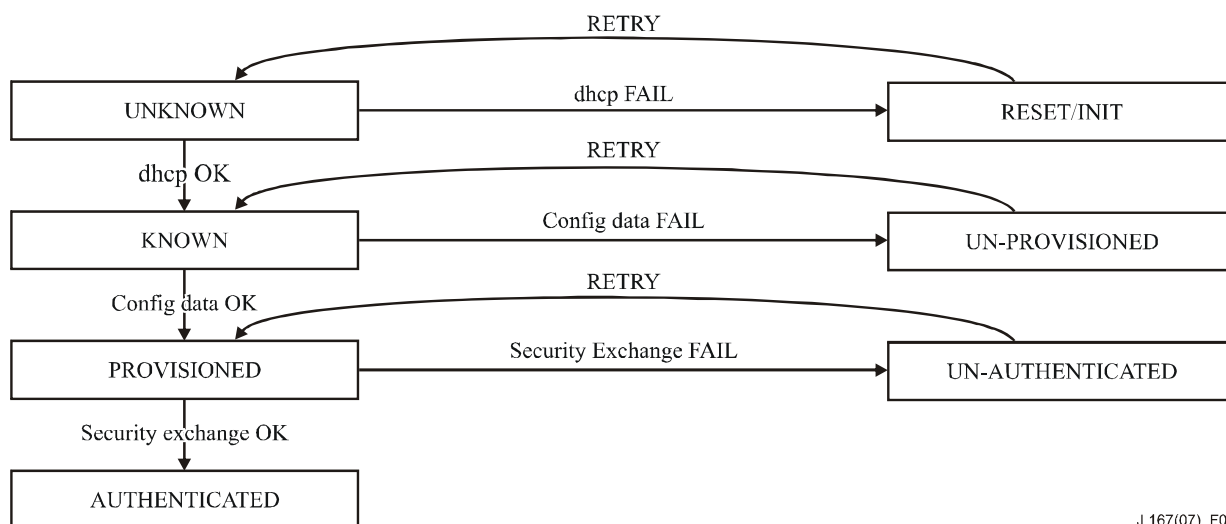 RETRY
UNKNOWN
dhcp FAIL
RESET/INIT
dhcp OK
RETRY
KNOWN
Config data FAIL
UN-PROVISIONED
Config data OK
RETRY
PROVISIONED
Security Exchange FAIL
UN-AUTHENTICATED
Security exchange OK
AUTHENTICATED